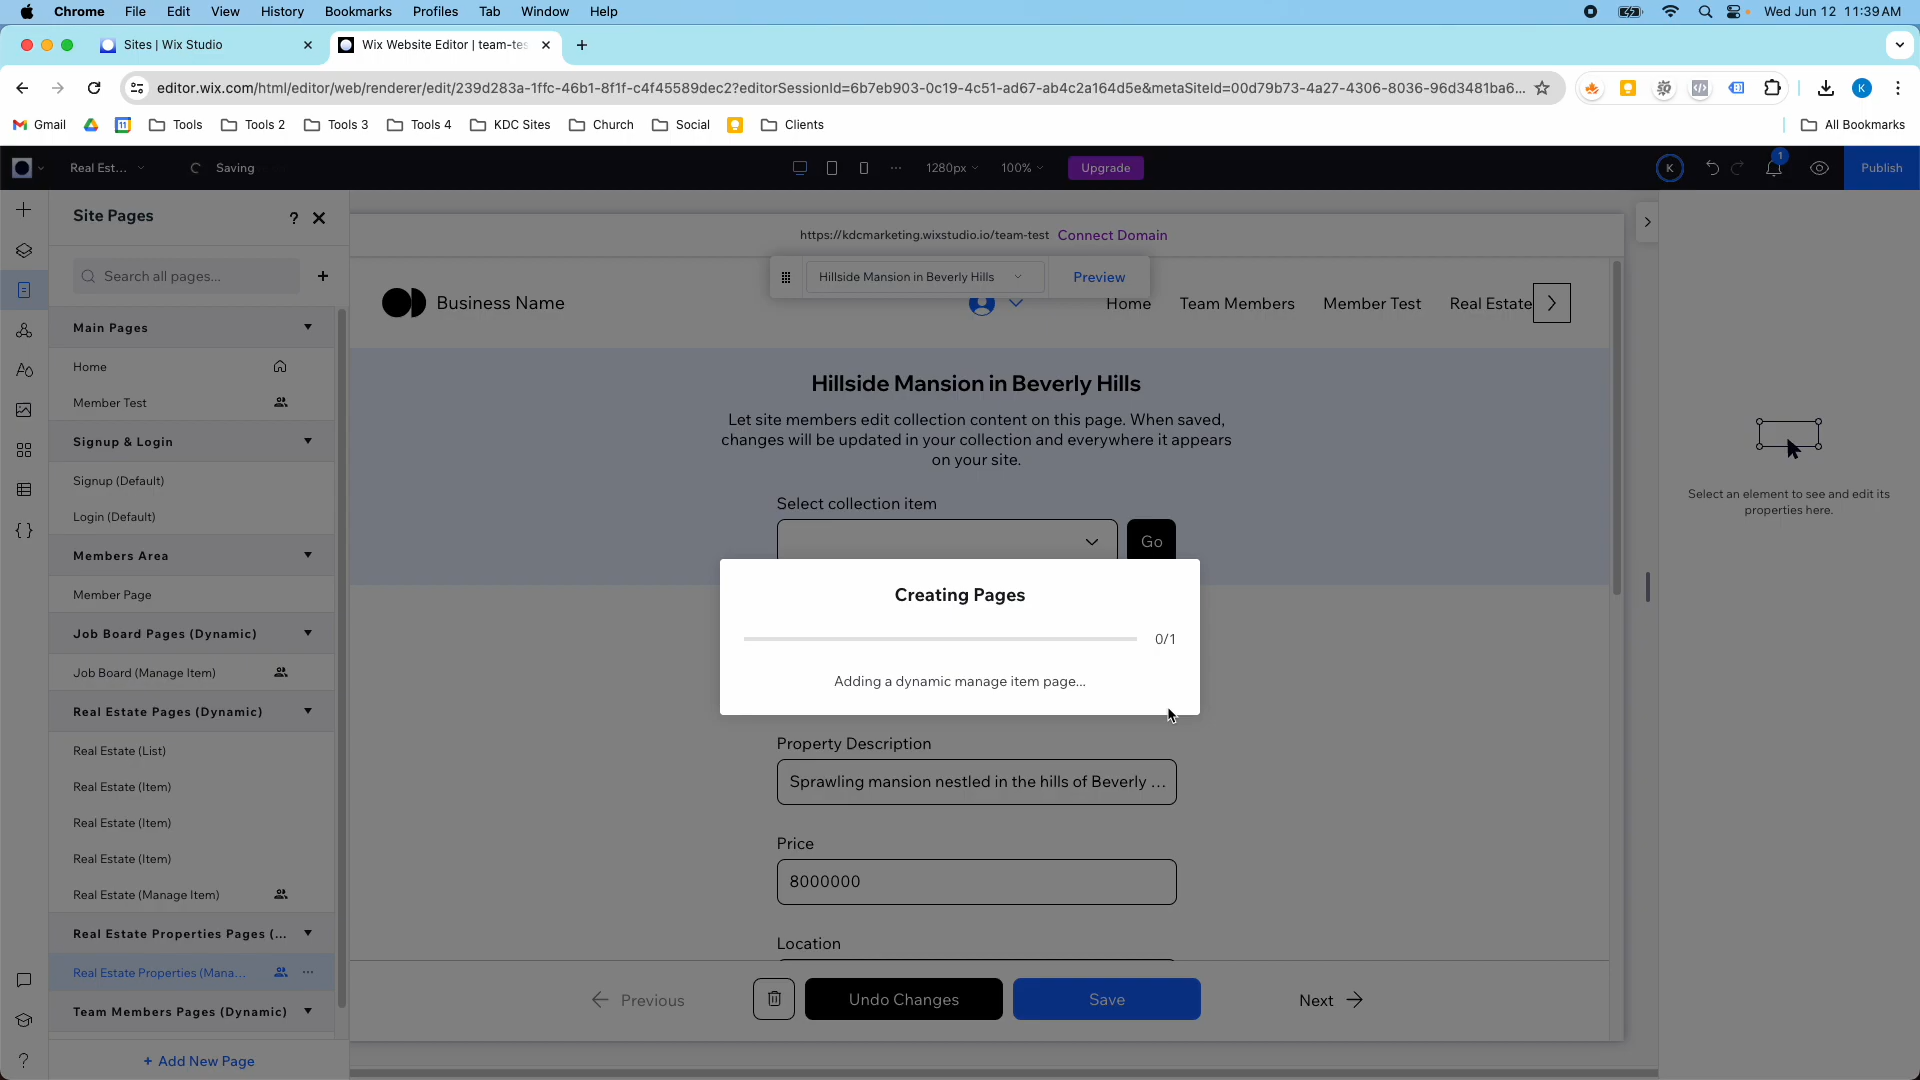 Chrome File Edit View History Bookmarks Profiles Tab Window Help Wed Jun 12 11:39 AM
Sites | Wix Studio
Wix Website Editor | team-tes
editor.wix.com/html/editor/web/renderer/edit/239d283a-1ffc-46b1-8f1f-c4f45589dec2?editorSessionId=6b7eb903-0c19-4c51-ad67-ab4c2a164d5e&metaSiteId=00d79b73-4a27-4306-8036-96d3481ba6... K
Gmail 11 Tools Tools 2 Tools 3 Tools 4 KDC Sites Church Social Clients All Bookmarks
Real Est... Saving ... 1280px 100% Upgrade K 1 Publish
Site Pages ?
Search all pages...
Main Pages
Home
Member Test
Signup & Login
Signup (Default)
Login (Default)
Members Area
Member Page
Job Board Pages (Dynamic)
Job Board (Manage Item)
Real Estate Pages (Dynamic)
Real Estate (List)
Real Estate (Item)
Real Estate (Item)
Real Estate (Item)
Real Estate (Manage Item)
Real Estate Properties Pages (...
Real Estate Properties (Mana... ...
Team Members Pages (Dynamic)
+ Add New Page
https://kdcmarketing.wixstudio.io/team-test Connect Domain
Hillside Mansion in Beverly Hills Preview
Business Name Home Team Members Member Test Real Estate
Hillside Mansion in Beverly Hills
Let site members edit collection content on this page. When saved,
changes will be updated in your collection and everywhere it appears
on your site.
Select collection item
Go
Creating Pages
0/1
Adding a dynamic manage item page...
Property Description
Sprawling mansion nestled in the hills of Beverly ...
Price
8000000
Location
Previous Undo Changes Save Next
Select an element to see and edit its
properties here.